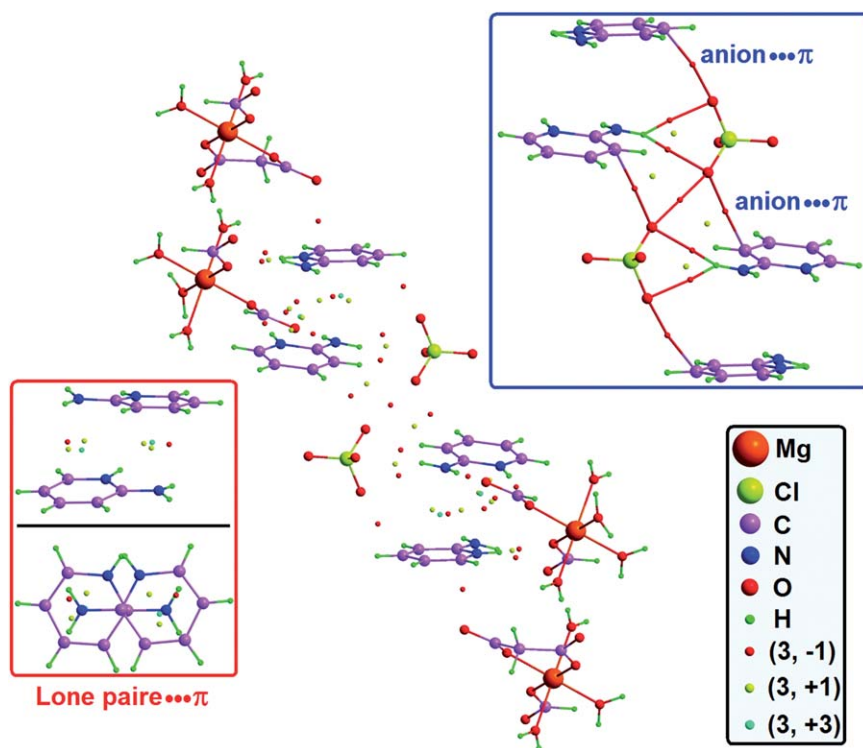 anion•••π
anion•••π
Lone paire•••π
Mg
Cl
C
N
O
H
(3, -1)
(3, +1)
(3, +3)